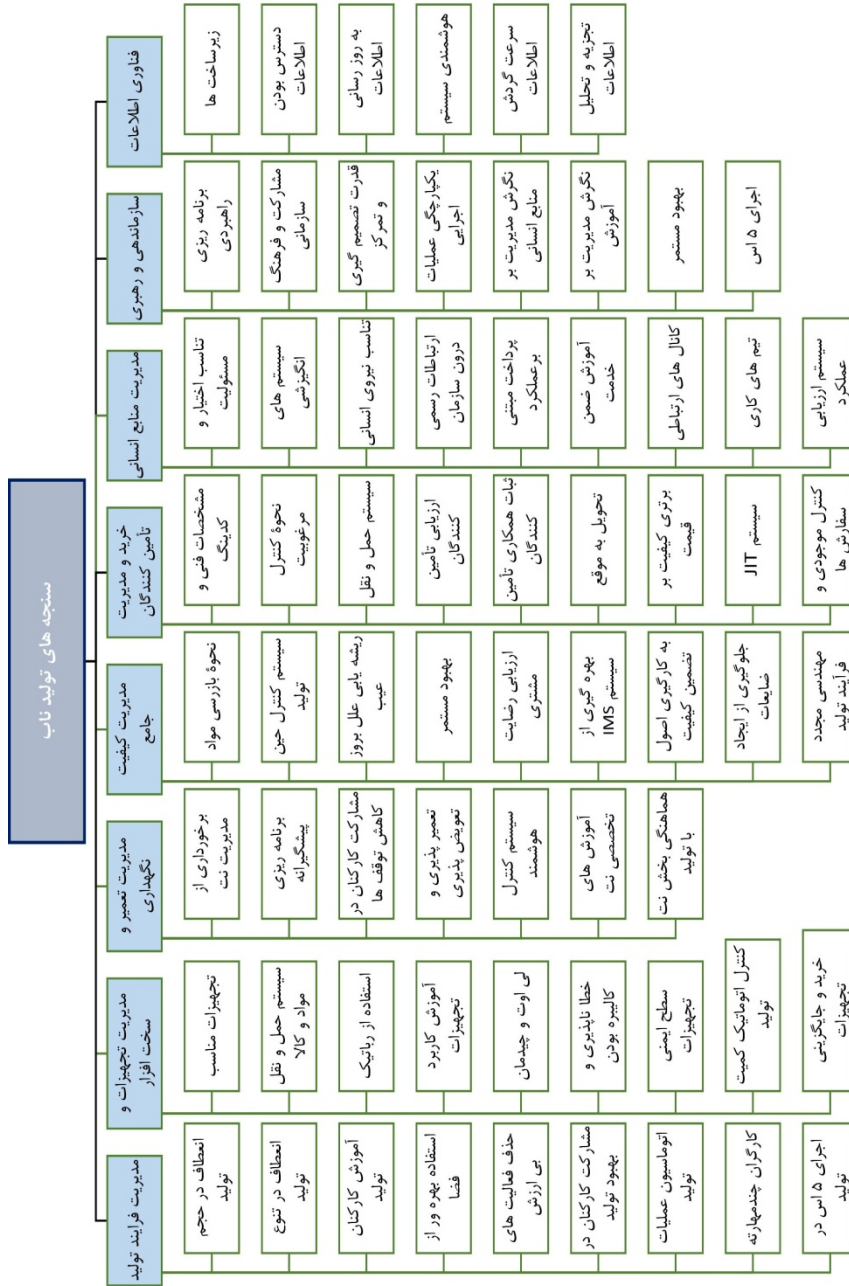 سنجه های تولید ناب
فناوری اطلاعات
زیرساخت ها
دسترس بودن
اطلاعات
به روز رسانی
اطلاعات
هوشمندی سیستم
سرعت گردش
اطلاعات
تجزیه و تحلیل
اطلاعات
سازماندهی و رهبری
برنامه ریزی
راهبردی
مشارکت و فرهنگ
سازمانی
قدرت تصمیم گیری
و تمرکز
یکپارچگی عملیات
اجرایی
نگرش مدیریت بر
منابع انسانی
نگرش مدیریت بر
آموزش
بهبود مستمر
اجرای ۵ اس
مدیریت منابع انسانی
تناسب اختیار و
مسئولیت
سیستم های
انگیزشی
تناسب نیروی انسانی
ارتباطات رسمی
درون سازمان
پرداخت مبتنی
برعملکرد
آموزش ضمن
خدمت
کانال های ارتباطی
تیم های کاری
سیستم ارزیابی
عملکرد
خرید و مدیریت
تأمین کنندگان
مشخصات فنی و
کدینگ
نحوۀ کنترل
مرغوبیت
سیستم حمل و نقل
ارزیابی تأمین
کنندگان
ثبات همکاری تأمین
کنندگان
تحویل به موقع
برتری کیفیت بر
قیمت
سیستم JIT
کنترل موجودی و
سفارش ها
مدیریت کیفیت
جامع
نحوۀ بازرسی مواد
سیستم کنترل حین
تولید
ریشه یابی علل بروز
عیب
بهبود مستمر
ارزیابی رضایت
مشتری
بهره گیری از
سیستم IMS
به کارگیری اصول
تضمین کیفیت
جلوگیری از ایجاد
ضایعات
مهندسی مجدد
فرآیند تولید
مدیریت تعمیر و
نگهداری
برخورداری از
مدیریت نت
برنامه ریزی
پیشگیرانه
مشارکت کارکنان در
کاهش توقف ها
تعمیر پذیری و
تعویض پذیری
سیستم کنترل
هوشمند
آموزش های
تخصصی نت
هماهنگی بخش نت
با تولید
مدیریت تجهیزات و
سخت افزار
تجهیزات مناسب
سیستم حمل و نقل
مواد و کالا
استفاده از رباتیک
آموزش کاربرد
تجهیزات
لی اوت و چیدمان
خطا ناپذیری و
کالیبره بودن
سطح ایمنی
تجهیزات
کنترل اتوماتیک کمیت
تولید
خرید و جایگزینی
تجهیزات
مدیریت فرایند تولید
انعطاف در حجم
تولید
انعطاف در تنوع
تولید
آموزش کارکنان
تولید
استفاده بهره ور از
فضا
حذف فعالیت های
بی ارزش
مشارکت کارکنان در
بهبود تولید
اتوماسیون عملیات
تولید
کارگران چندمهارته
اجرای ۵ اس در
تولید